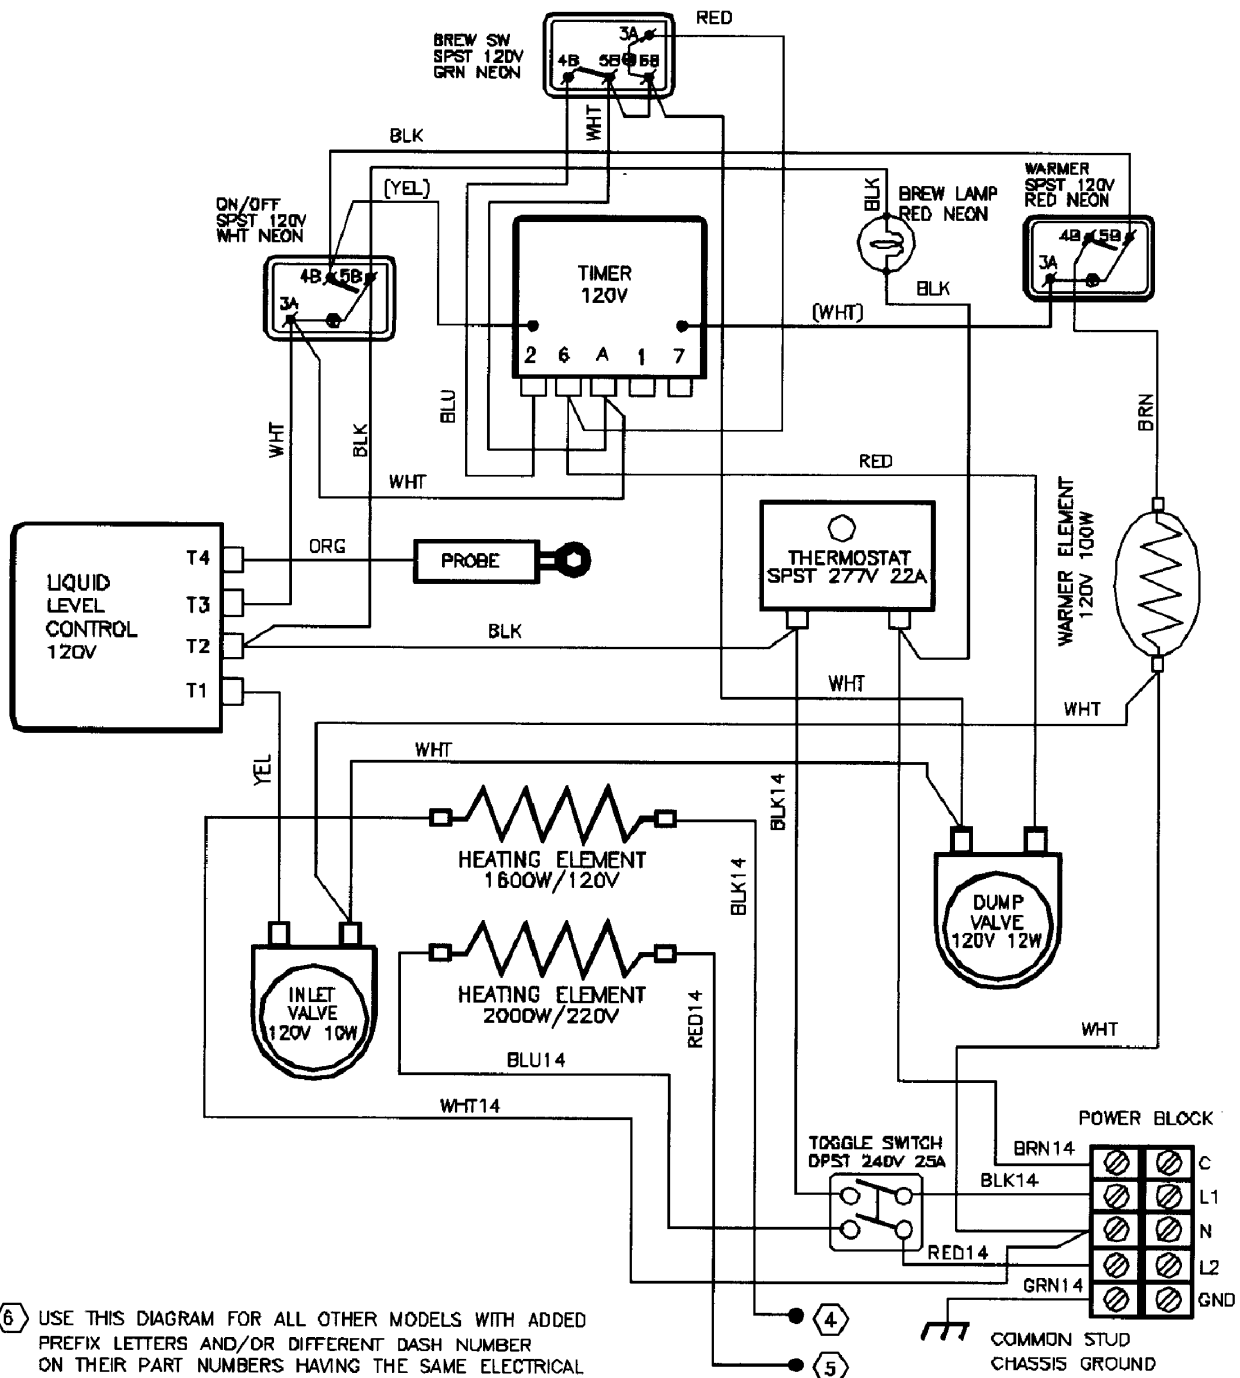 RED
BREW SW
SPST 120V
GRN NEON
3A
4B 5B 6B
WHT
BLK
(YEL)
ON/OFF
SPST 120V
WHT NEON
BLK
BREW LAMP
RED NEON
WARMER
SPST 120V
RED NEON
4B 5B
3A
4B 5B
3A
TIMER
120V
BLK
(WHT)
2 6 A 1 7
BLU
WHT
BLK
BRN
RED
WHT
THERMOSTAT
SPST 277V 22A
WARMER ELEMENT
120V 100W
LIQUID
LEVEL
CONTROL
120V
T4
T3
T2
T1
ORG
PROBE
BLK
WHT
WHT
YEL
WHT
BLK14
HEATING ELEMENT
1600W/120V
BLK14
DUMP
VALVE
120V 12W
INLET
VALVE
120V 10W
HEATING ELEMENT
2000W/220V
RED14
BLU14
WHT
WHT14
POWER BLOCK
TOGGLE SWITCH
DPST 240V 25A
BRN14
BLK14
RED14
GRN14
C
L1
N
L2
GND
COMMON STUD
CHASSIS GROUND
4
5
6 USE THIS DIAGRAM FOR ALL OTHER MODELS WITH ADDED
PREFIX LETTERS AND/OR DIFFERENT DASH NUMBER
ON THEIR PART NUMBERS HAVING THE SAME ELECTRICAL